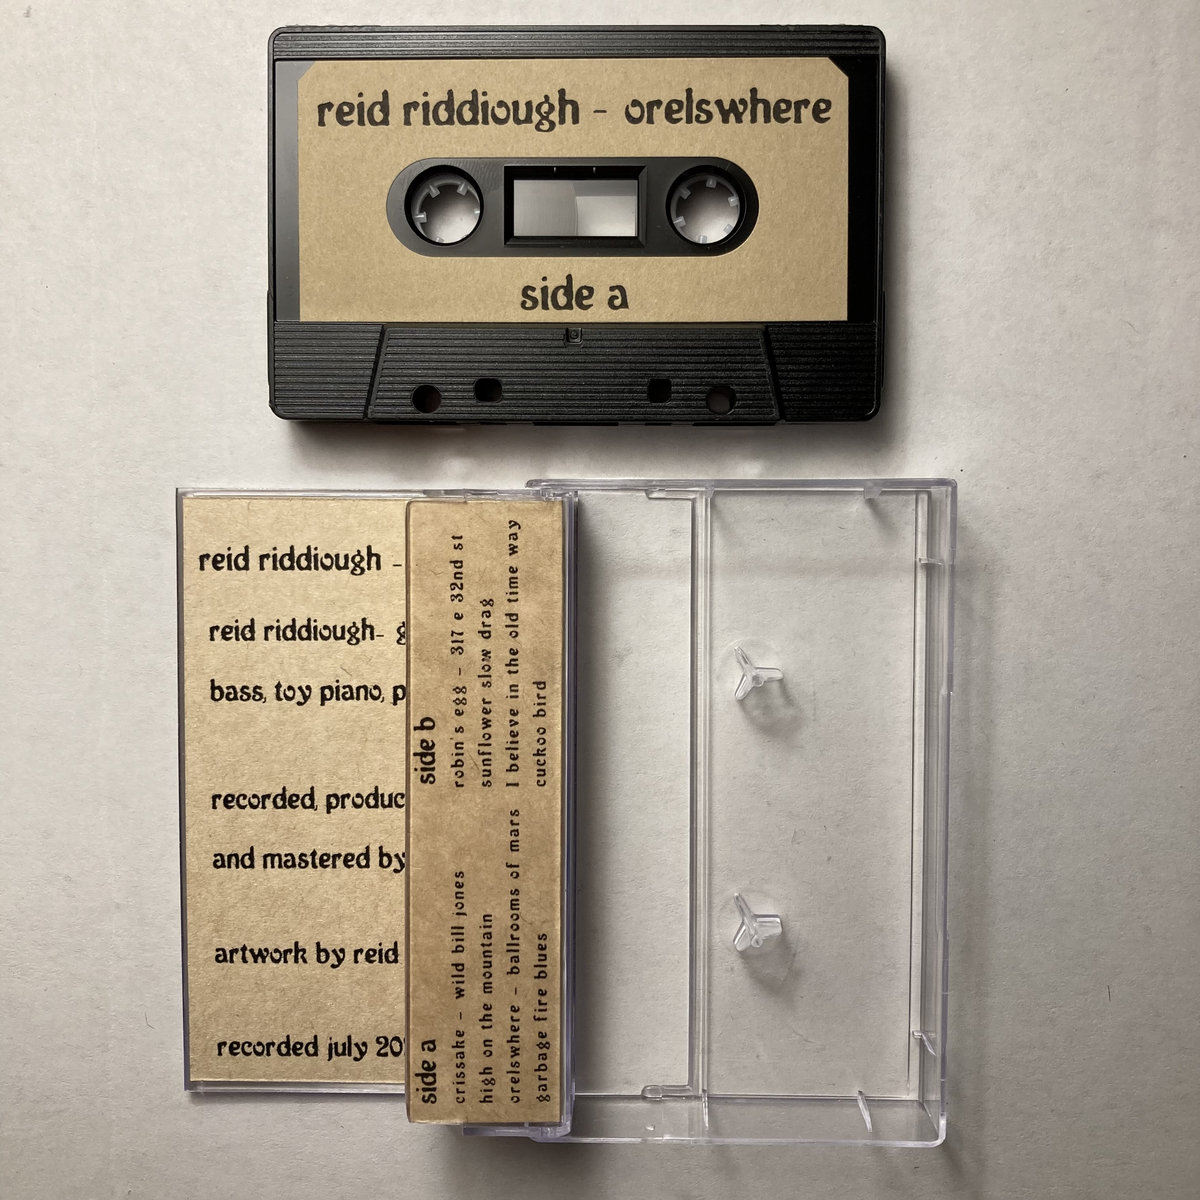 reid riddiough - orelswhere
side a
reid riddiough -
reid riddiough-
bass, toy piano,
recorded,
and mastered by
artwork by reid
recorded july
side a
crissake - wild bill jones
high on the mountain
orelswhere - ballrooms of mars
garbage fire blues
side b
robin's egg - 317 e 32nd st
sunflower slow drag
I believe in the old time way
cuckoo bird